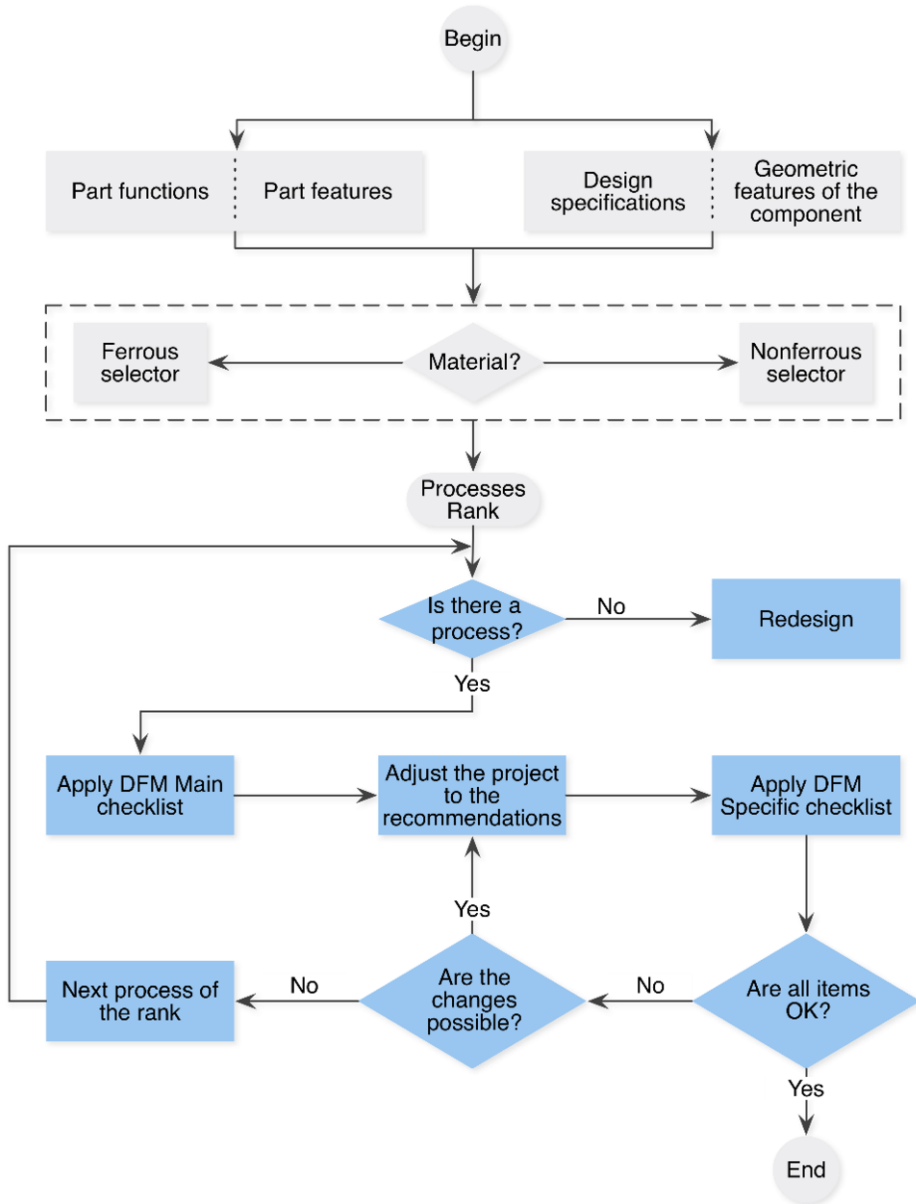 Begin
Part functions
Part features
Design
specifications
Geometric
features of the
component
Ferrous
selector
Material?
Nonferrous
selector
Processes
Rank
Is there a
process?
No
Redesign
Yes
Apply DFM Main
checklist
Adjust the project
to the
recommendations
Apply DFM
Specific checklist
Yes
Next process of
the rank
No
Are the
changes
possible?
No
Are all items
OK?
Yes
End